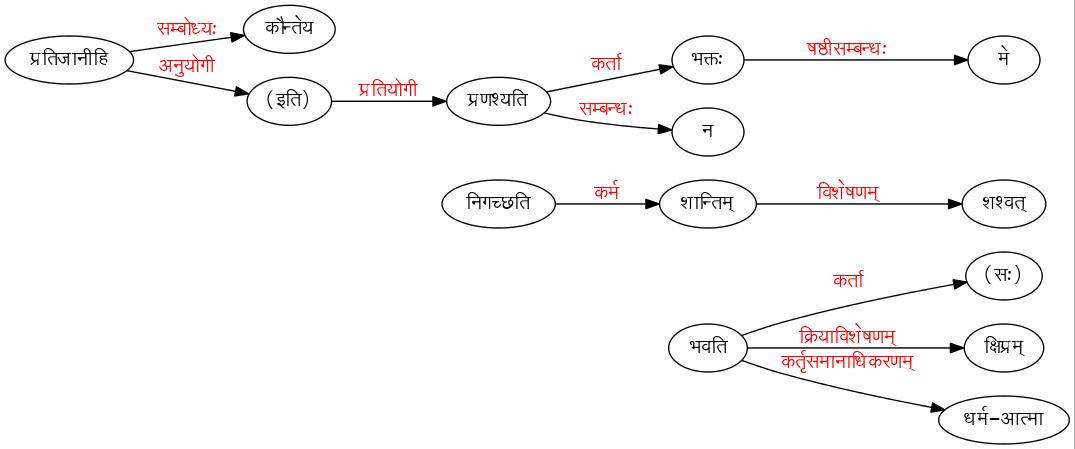 सम्बोध्यः
कौन्तेय
प्रतिजानीहि
अनुयोगी
(इति)
प्रतियोगी
प्रणश्यति
कर्ता
भक्तः
षष्ठीसम्बन्धः
मे
सम्बन्धः
न
निगच्छति
कर्म
शान्तिम्
विशेषणम्
शश्वत्
भवति
कर्ता
(सः)
क्रियाविशेषणम्
क्षिप्रम्
कर्तृसमानाधिकरणम्
धर्म-आत्मा